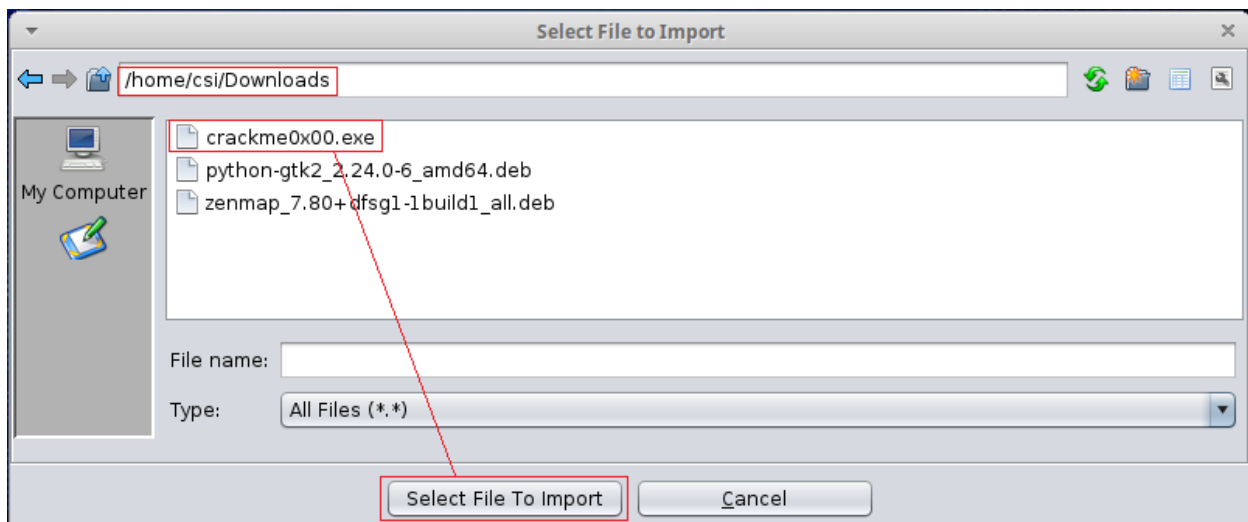 Select File to Import
/home/csi/Downloads
My Computer
crackme0x00.exe
python-gtk2_2.24.0-6_amd64.deb
zenmap_7.80+dfsg1-1build1_all.deb
File name:
Type: All Files (*.*)
Select File To Import Cancel